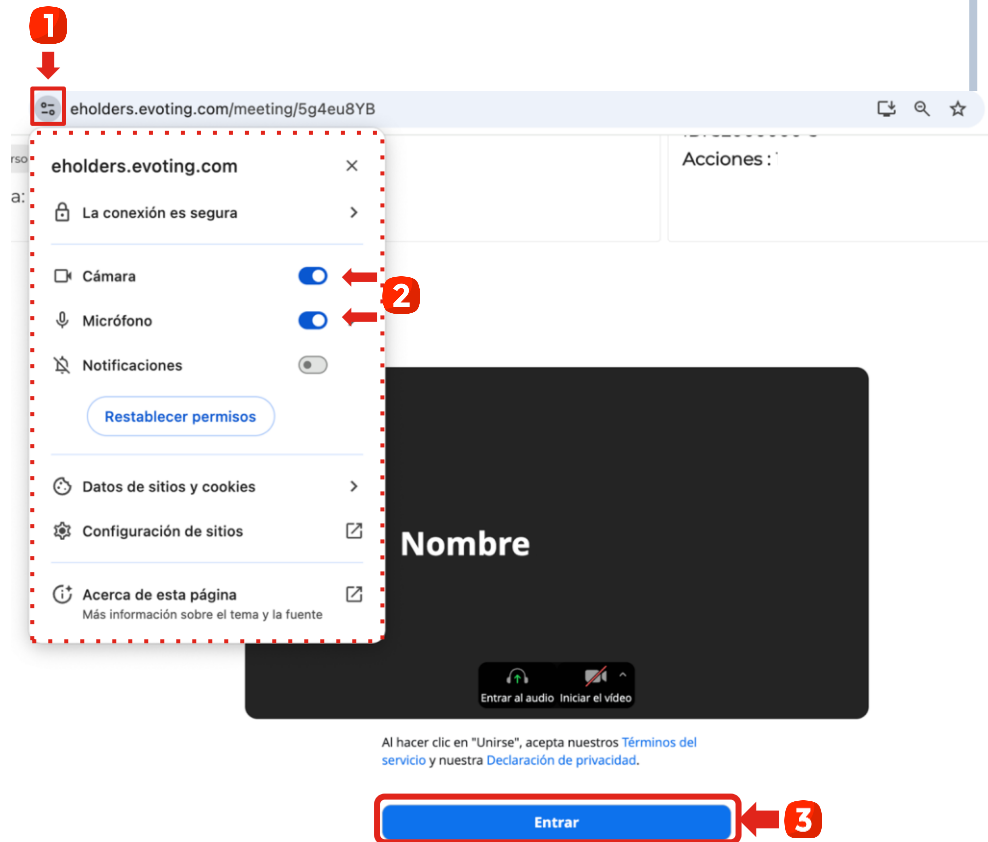 1
eholders.evoting.com/meeting/5g4eu8YB
rso
a:
Acciones :
eholders.evoting.com
La conexión es segura
Cámara
2
Micrófono
Notificaciones
Restablecer permisos
Datos de sitios y cookies
Configuración de sitios
Acerca de esta página
Más información sobre el tema y la fuente
Nombre
Entrar al audio Iniciar el vídeo
Al hacer clic en "Unirse", acepta nuestros Términos del
servicio y nuestra Declaración de privacidad.
Entrar
3